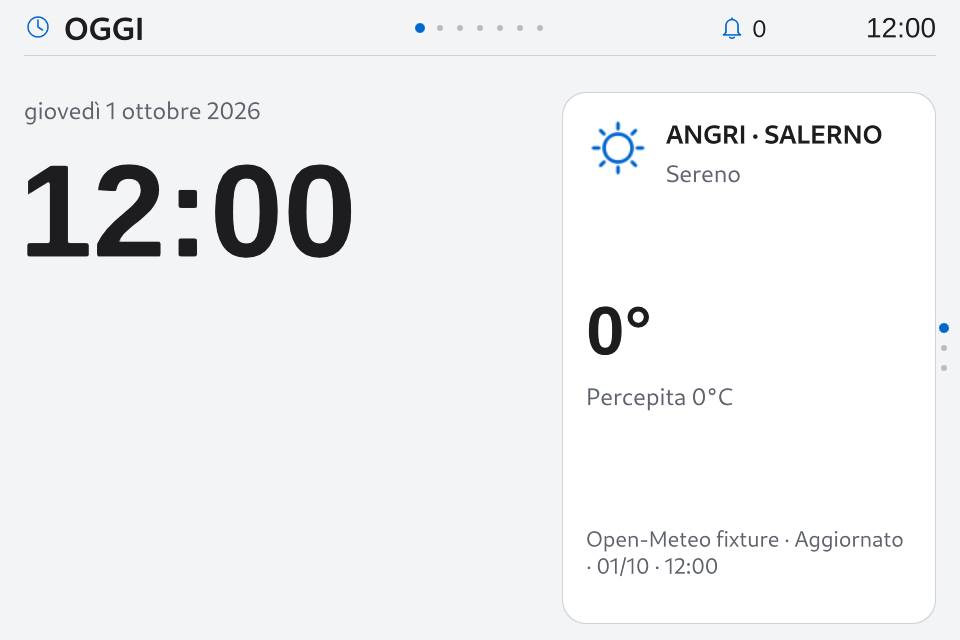 OGGI
0
12:00
giovedì 1 ottobre 2026
12:00
ANGRI · SALERNO
Sereno
0°
Percepita 0°C
Open-Meteo fixture · Aggiornato
· 01/10 · 12:00